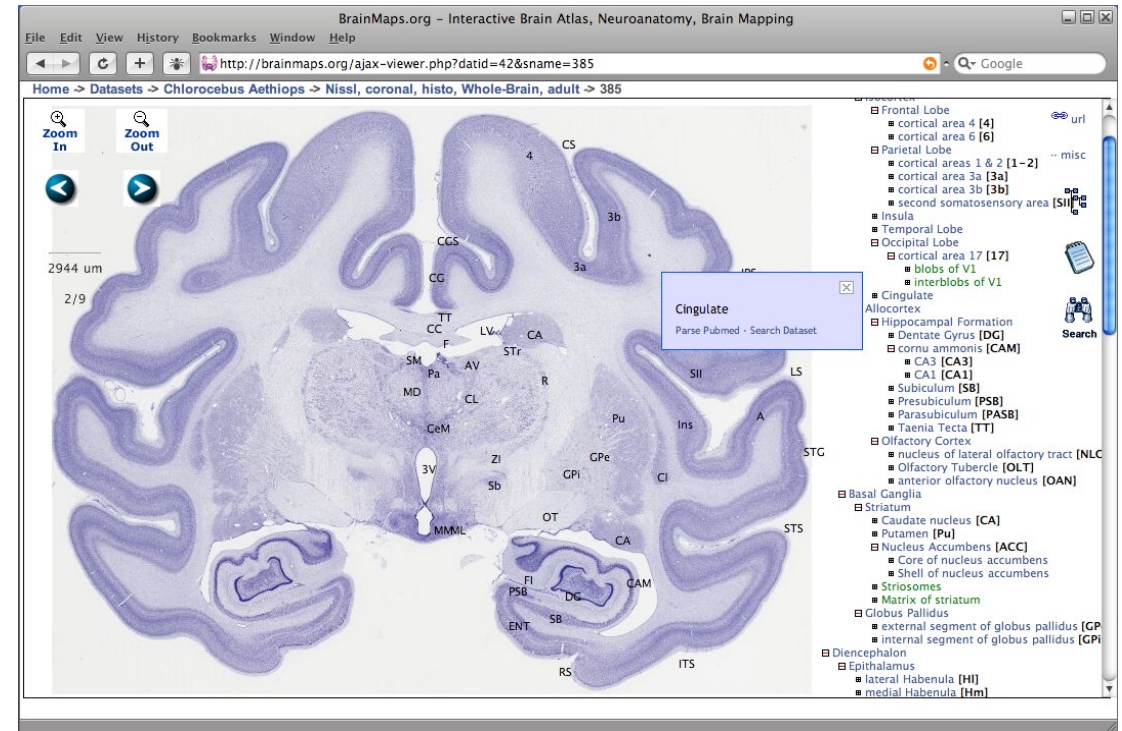 BrainMaps.org – Interactive Brain Atlas, Neuroanatomy, Brain Mapping
File Edit View History Bookmarks Window Help
http://brainmaps.org/ajax-viewer.php?datid=42&sname=385
Google
Home -> Datasets -> Chlorocebus Aethiops -> Nissl, coronal, histo, Whole-Brain, adult -> 385
Zoom In
Zoom Out
2944 um
2/9
4
CS
3b
CGS
3a
CG
TT
CC
LV
CA
F
STr
SM
AV
Pa
R
MD
CL
CeM
Pu
ZI
GPe
3V
GPi
Sb
Cl
OT
MM
ML
CA
FI
CAM
PSB
DG
SB
ENT
RS
ITS
SII
LS
Ins
A
STG
STS
Cingulate
Parse Pubmed - Search Dataset
Frontal Lobe
cortical area 4 [4]
cortical area 6 [6]
Parietal Lobe
cortical areas 1 & 2 [1-2]
cortical area 3a [3a]
cortical area 3b [3b]
second somatosensory area [SII]
Insula
Temporal Lobe
Occipital Lobe
cortical area 17 [17]
blobs of V1
interblobs of V1
Cingulate
Allocortex
Hippocampal Formation
Dentate Gyrus [DG]
cornu ammonis [CAM]
CA3 [CA3]
CA1 [CA1]
Subiculum [SB]
Presubiculum [PSB]
Parasubiculum [PASB]
Taenia Tecta [TT]
Olfactory Cortex
nucleus of lateral olfactory tract [NLO
Olfactory Tubercle [OLT]
anterior olfactory nucleus [OAN]
Basal Ganglia
Striatum
Caudate nucleus [CA]
Putamen [Pu]
Nucleus Accumbens [ACC]
Core of nucleus accumbens
Shell of nucleus accumbens
Striosomes
Matrix of striatum
Globus Pallidus
external segment of globus pallidus [GP
internal segment of globus pallidus [GPi
Diencephalon
Epithalamus
lateral Habenula [Hl]
medial Habenula [Hm]
url
-- misc
Search